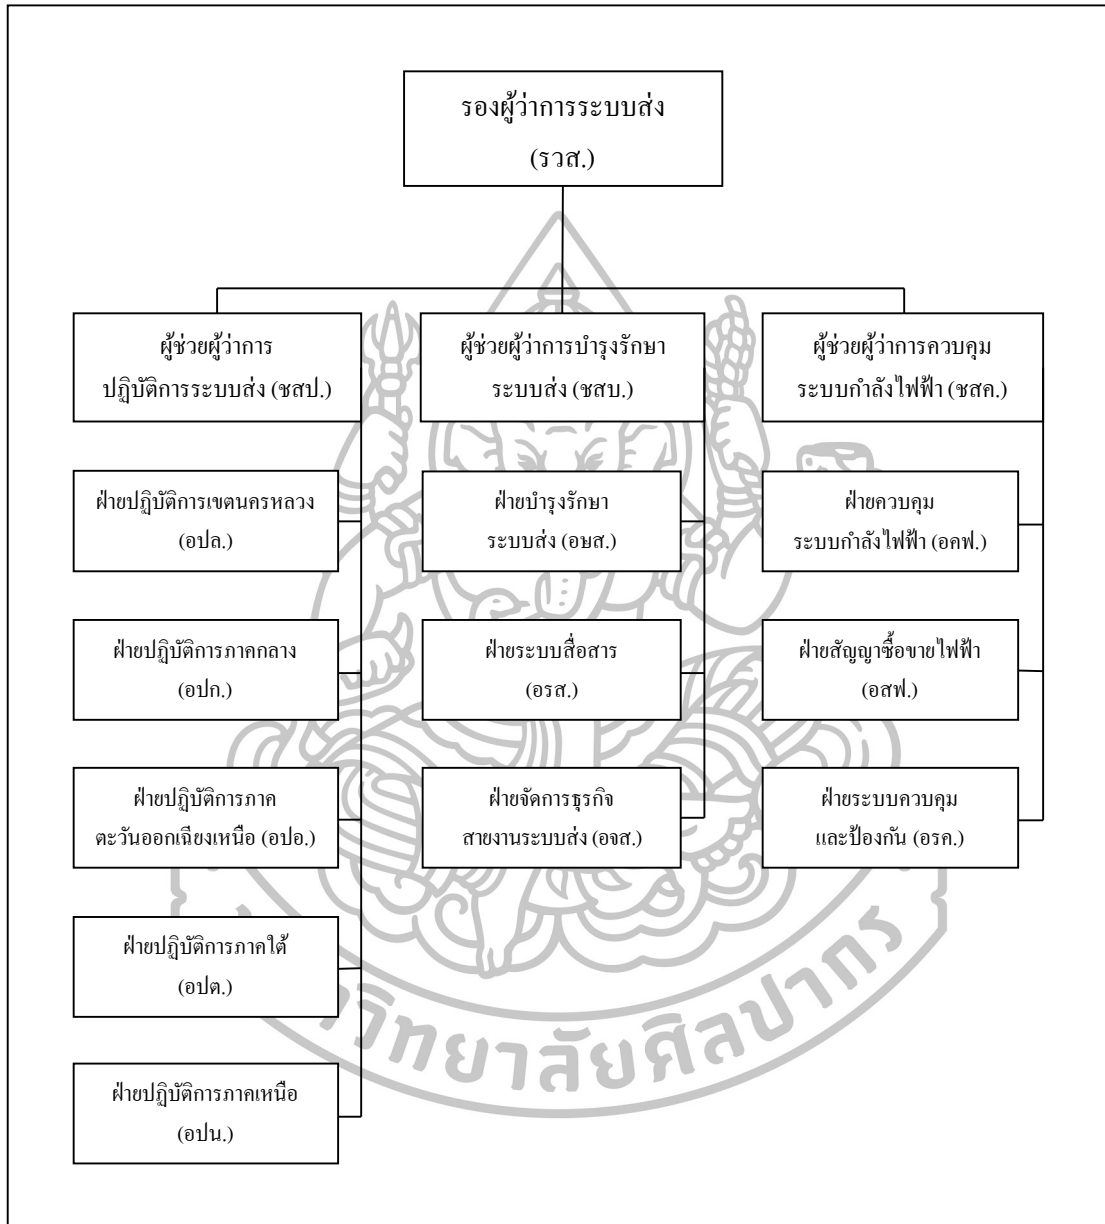 รองผู้ว่าการระบบส่ง
(รวส.)
ผู้ช่วยผู้ว่าการ
ปฏิบัติการระบบส่ง (ชสป.)
ผู้ช่วยผู้ว่าการบำรุงรักษา
ระบบส่ง (ชสบ.)
ผู้ช่วยผู้ว่าการควบคุม
ระบบกำลังไฟฟ้า (ชสค.)
ฝ่ายปฏิบัติการเขตนครหลวง
(อปล.)
ฝ่ายบำรุงรักษา
ระบบส่ง (อษส.)
ฝ่ายควบคุม
ระบบกำลังไฟฟ้า (อคฟ.)
ฝ่ายปฏิบัติการภาคกลาง
(อปก.)
ฝ่ายระบบสื่อสาร
(อรส.)
ฝ่ายสัญญาซื้อขายไฟฟ้า
(อสฟ.)
ฝ่ายปฏิบัติการภาค
ตะวันออกเฉียงเหนือ (อปอ.)
ฝ่ายจัดการธุรกิจ
สายงานระบบส่ง (อจส.)
ฝ่ายระบบควบคุม
และป้องกัน (อรค.)
ฝ่ายปฏิบัติการภาคใต้
(อปต.)
ฝ่ายปฏิบัติการภาคเหนือ
(อปน.)
วิทยาลัยศิลปากร